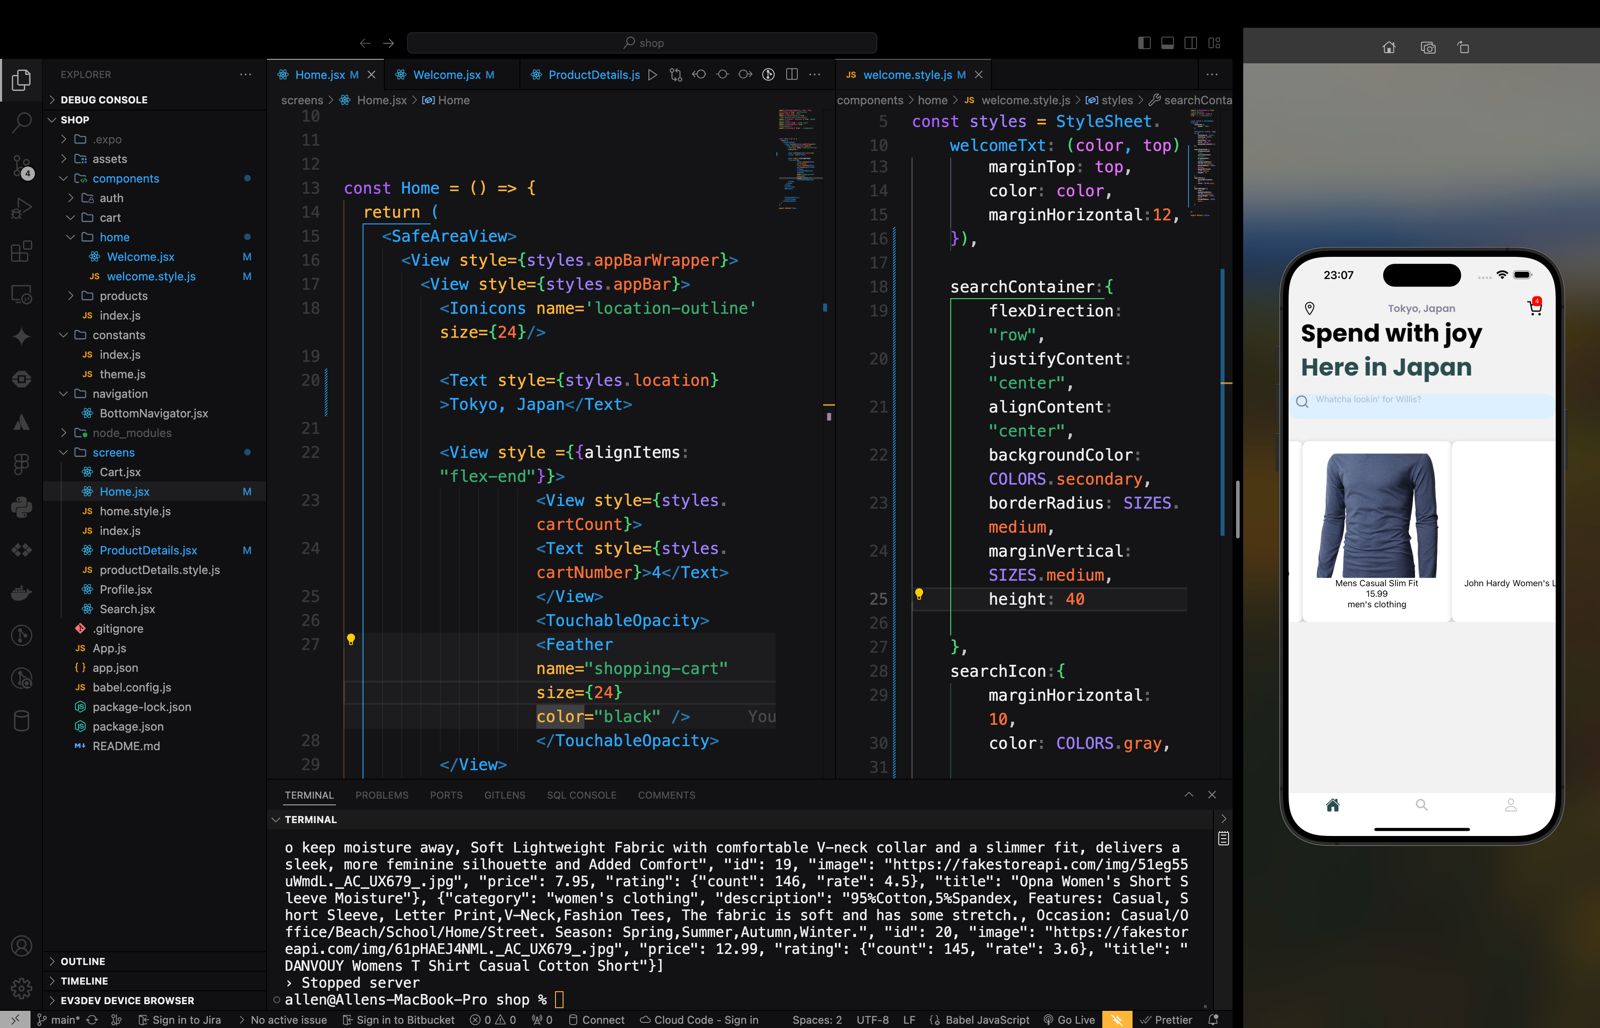 shop
EXPLORER
DEBUG CONSOLE
SHOP
.expo
assets
components
auth
cart
home
Welcome.jsx M
welcome.style.js M
products
index.js
constants
index.js
theme.js
navigation
BottomNavigator.jsx
node_modules
screens
Cart.jsx
Home.jsx M
home.style.js
index.js
ProductDetails.jsx M
productDetails.style.js
Profile.jsx
Search.jsx
.gitignore
App.js
app.json
babel.config.js
package-lock.json
package.json
README.md
OUTLINE
TIMELINE
EV3DEV DEVICE BROWSER
4
Home.jsx M Welcome.jsx M ProductDetails.js
screens > Home.jsx > Home
10
11
12
13 const Home = () => {
14 return (
15 <SafeAreaView>
16 <View style={styles.appBarWrapper}>
17 <View style={styles.appBar}>
18 <Ionicons name='location-outline'
size={24}/>
19
20 <Text style={styles.location}
>Tokyo, Japan</Text>
21
22 <View style ={{alignItems:
"flex-end"}}>
23 <View style={styles.
cartCount}>
24 <Text style={styles.
cartNumber}>4</Text>
25 </View>
26 <TouchableOpacity>
27 <Feather
name="shopping-cart"
size={24}
color="black" /> You
28 </TouchableOpacity>
29 </View>
JS welcome.style.js M
components > home > JS welcome.style.js > styles > searchConta
5 const styles = StyleSheet.
10 welcomeTxt: (color, top)
13 marginTop: top,
14 color: color,
15 marginHorizontal:12,
16 }),
17
18 searchContainer:{
19 flexDirection:
"row",
20 justifyContent:
"center",
21 alignContent:
"center",
22 backgroundColor:
COLORS.secondary,
23 borderRadius: SIZES.
medium,
24 marginVertical:
SIZES.medium,
25 height: 40
26
27 },
28 searchIcon:{
29 marginHorizontal:
10,
30 color: COLORS.gray,
31
TERMINAL PROBLEMS PORTS GITLENS SQL CONSOLE COMMENTS
TERMINAL
o keep moisture away, Soft Lightweight Fabric with comfortable V-neck collar and a slimmer fit, delivers a
sleek, more feminine silhouette and Added Comfort", "id": 19, "image": "https://fakestoreapi.com/img/51eg55
uWmdL._AC_UX679_.jpg", "price": 7.95, "rating": {"count": 146, "rate": 4.5}, "title": "Opna Women's Short S
leeve Moisture"}, {"category": "women's clothing", "description": "95%Cotton,5%Spandex, Features: Casual, S
hort Sleeve, Letter Print,V-Neck,Fashion Tees, The fabric is soft and has some stretch., Occasion: Casual/O
ffice/Beach/School/Home/Street. Season: Spring,Summer,Autumn,Winter.", "id": 20, "image": "https://fakestor
eapi.com/img/61pHAEJ4NML._AC_UX679_.jpg", "price": 12.99, "rating": {"count": 145, "rate": 3.6}, "title": "
DANVOUY Womens T Shirt Casual Cotton Short"}]
› Stopped server
allen@Allens-MacBook-Pro shop %
main* Sign in to Jira No active issue Sign in to Bitbucket 0 0 0 Connect Cloud Code - Sign in Spaces: 2 UTF-8 LF Babel JavaScript Go Live Prettier
23:07
Tokyo, Japan
4
Spend with joy
Here in Japan
Whatcha lookin' for Willis?
Mens Casual Slim Fit
15.99
men's clothing
John Hardy Women's L